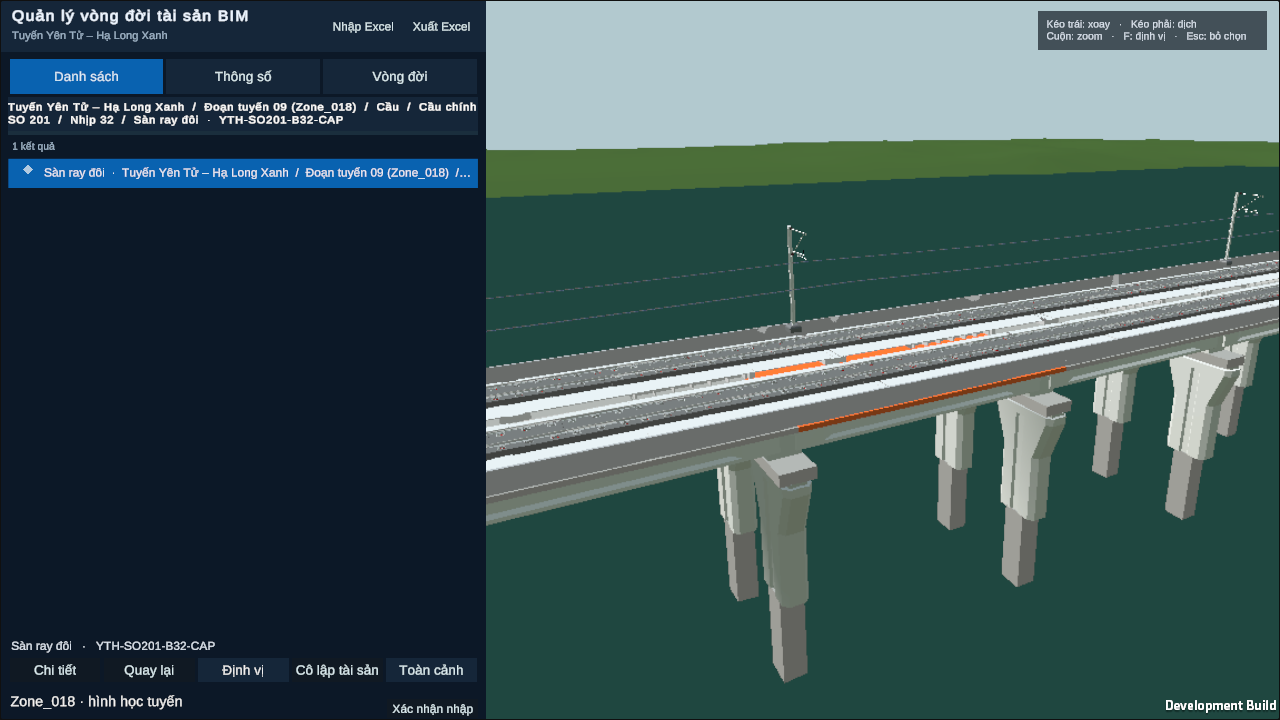 Quản lý vòng đời tài sản BIM
Tuyến Yên Tử – Hạ Long Xanh
Nhập Excel
Xuất Excel
Danh sách
Thông số
Vòng đời
Tuyến Yên Tử – Hạ Long Xanh / Đoạn tuyến 09 (Zone_018) / Cầu / Cầu chính
SO 201 / Nhịp 32 / Sàn ray đôi · YTH-SO201-B32-CAP
1 kết quả
Sàn ray đôi · Tuyến Yên Tử – Hạ Long Xanh / Đoạn tuyến 09 (Zone_018) /...
Sàn ray đôi · YTH-SO201-B32-CAP
Chi tiết
Quay lại
Định vị
Cô lập tài sản
Toàn cảnh
Zone_018 · hình học tuyến
Xác nhận nhập
Kéo trái: xoay · Kéo phải: dịch
Cuộn: zoom · F: định vị · Esc: bỏ chọn
Development Build